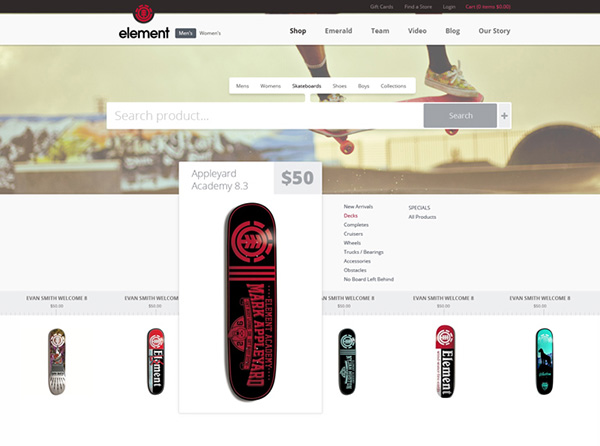 Gift Cards Find a Store Login Cart (0 items $0.00)
element
Men's Women's
Shop Emerald Team Video Blog Our Story
Mens Womens Skateboards Shoes Boys Collections
Search product... Search +
Appleyard
Academy 8.3
$50
New Arrivals
Decks
Completes
Cruisers
Wheels
Trucks / Bearings
Accessories
Obstacles
No Board Left Behind
SPECIALS
All Products
ELEMENT ACADEMY
MARK APPLEYARD
EVAN SMITH WELCOME 8
$50.00
EVAN SMITH
$50.00
EVAN SMITH WELCOME 8
$50.00
EVAN SMITH WELCOME 8
$50.00
EVAN SMITH WELCOME 8
$50.00
Element
Element